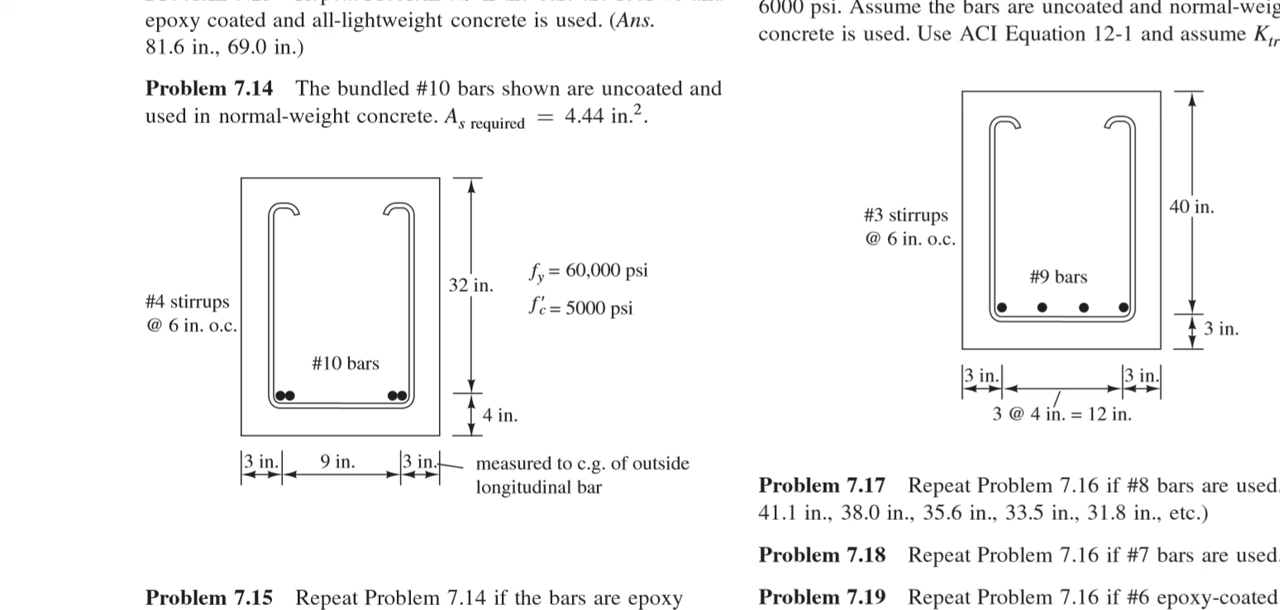 epoxy coated and all-lightweight concrete is used. (Ans.
81.6 in., 69.0 in.)
Problem 7.14 The bundled #10 bars shown are uncoated and
used in normal-weight concrete. A_s required = 4.44 in.².
32 in.
f_y = 60,000 psi
f'_c = 5000 psi
#4 stirrups
@ 6 in. o.c.
#10 bars
4 in.
3 in.
9 in.
3 in.
measured to c.g. of outside
longitudinal bar
Problem 7.15 Repeat Problem 7.14 if the bars are epoxy
6000 psi. Assume the bars are uncoated and normal-weig
concrete is used. Use ACI Equation 12-1 and assume K_tr
40 in.
#3 stirrups
@ 6 in. o.c.
#9 bars
3 in.
3 in.
3 in.
3 @ 4 in. = 12 in.
Problem 7.17 Repeat Problem 7.16 if #8 bars are used.
41.1 in., 38.0 in., 35.6 in., 33.5 in., 31.8 in., etc.)
Problem 7.18 Repeat Problem 7.16 if #7 bars are used.
Problem 7.19 Repeat Problem 7.16 if #6 epoxy-coated